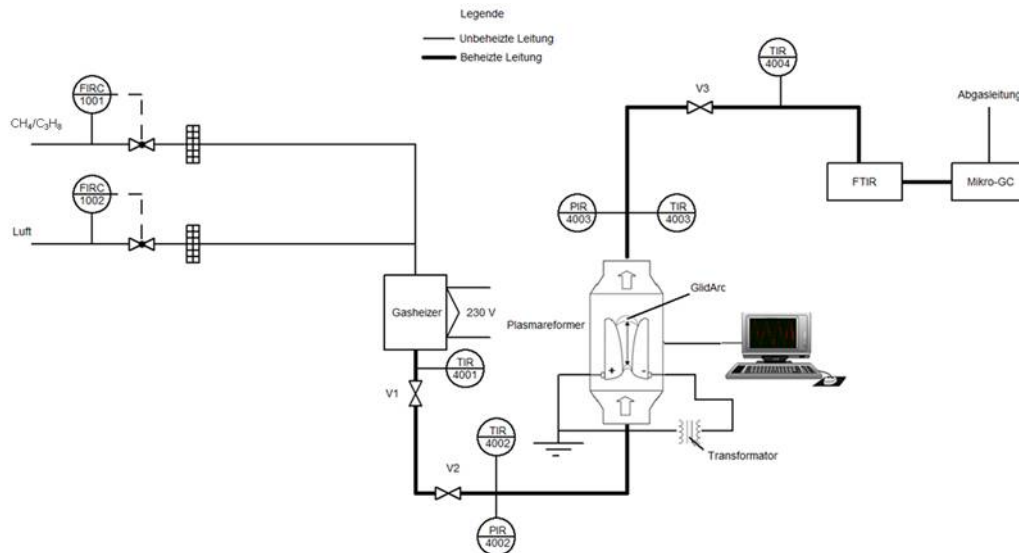 Legende
Unbeheizte Leitung
Beheizte Leitung
FIRC
1001
CH4/C3H8
FIRC
1002
Luft
Gasheizer
230 V
TIR
4001
V1
V2
TIR
4002
PIR
4002
Plasmareformer
GlidArc
+
-
Transformator
PIR
4003
TIR
4003
V3
TIR
4004
FTIR
Mikro-GC
Abgasleitung